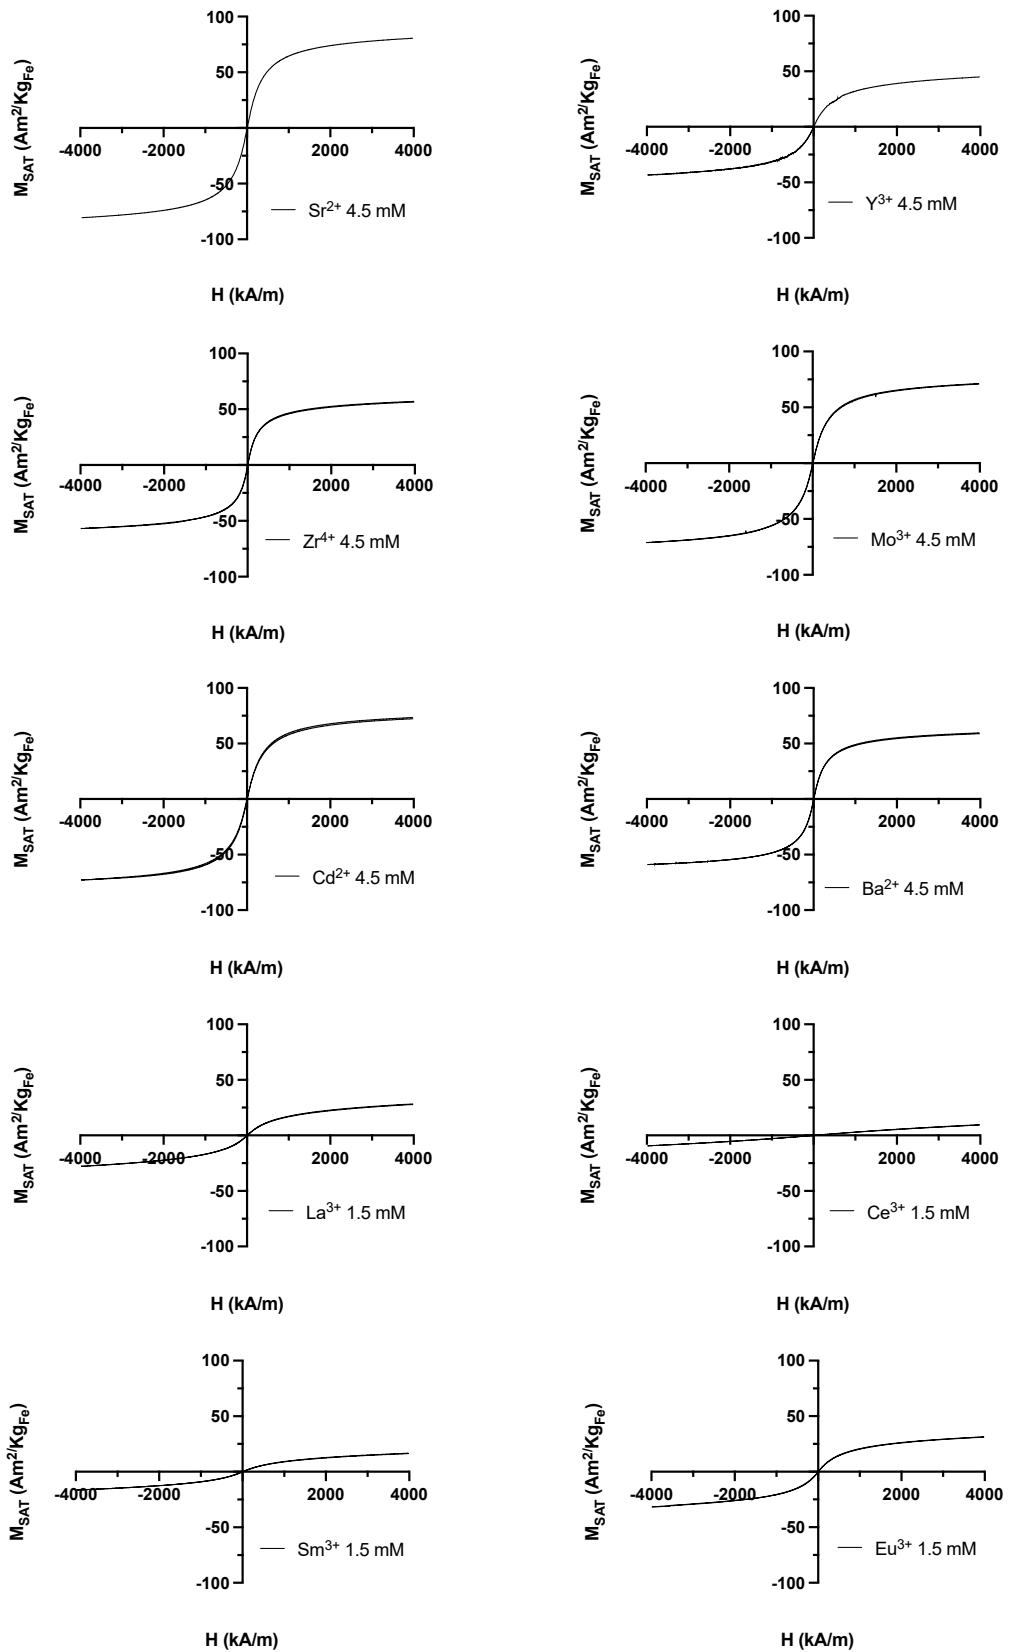 M_SAT (Am²/Kg_Fe)
100
50
-4000 -2000 2000 4000
-50
-100
Sr²⁺ 4.5 mM
H (kA/m)
M_SAT (Am²/Kg_Fe)
100
50
-4000 -2000 2000 4000
-50
-100
Y³⁺ 4.5 mM
H (kA/m)
M_SAT (Am²/Kg_Fe)
100
50
-4000 -2000 2000 4000
-50
-100
Zr⁴⁺ 4.5 mM
H (kA/m)
M_SAT (Am²/Kg_Fe)
100
50
-4000 -2000 2000 4000
-50
-100
Mo³⁺ 4.5 mM
H (kA/m)
M_SAT (Am²/Kg_Fe)
100
50
-4000 -2000 2000 4000
-50
-100
Cd²⁺ 4.5 mM
H (kA/m)
M_SAT (Am²/Kg_Fe)
100
50
-4000 -2000 2000 4000
-50
-100
Ba²⁺ 4.5 mM
H (kA/m)
M_SAT (Am²/Kg_Fe)
100
50
-4000 -2000 2000 4000
-50
-100
La³⁺ 1.5 mM
H (kA/m)
M_SAT (Am²/Kg_Fe)
100
50
-4000 -2000 2000 4000
-50
-100
Ce³⁺ 1.5 mM
H (kA/m)
M_SAT (Am²/Kg_Fe)
100
50
-4000 -2000 2000 4000
-50
-100
Sm³⁺ 1.5 mM
H (kA/m)
M_SAT (Am²/Kg_Fe)
100
50
-4000 -2000 2000 4000
-50
-100
Eu³⁺ 1.5 mM
H (kA/m)